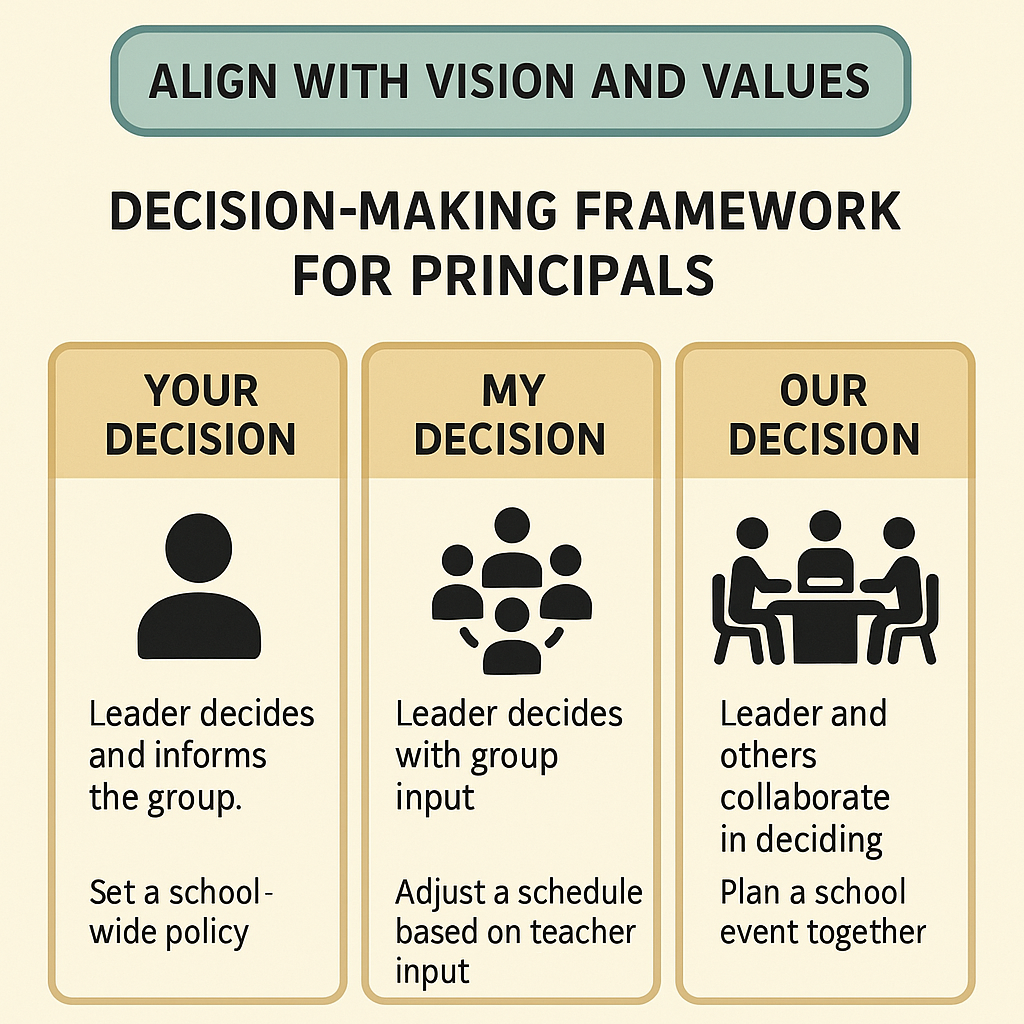 ALIGN WITH VISION AND VALUES
DECISION-MAKING FRAMEWORK
FOR PRINCIPALS
YOUR
DECISION
Leader decides
and informs
the group.
Set a school-
wide policy
MY
DECISION
Leader decides
with group
input
Adjust a schedule
based on teacher
input
OUR
DECISION
Leader and
others
collaborate
in deciding
Plan a school
event together